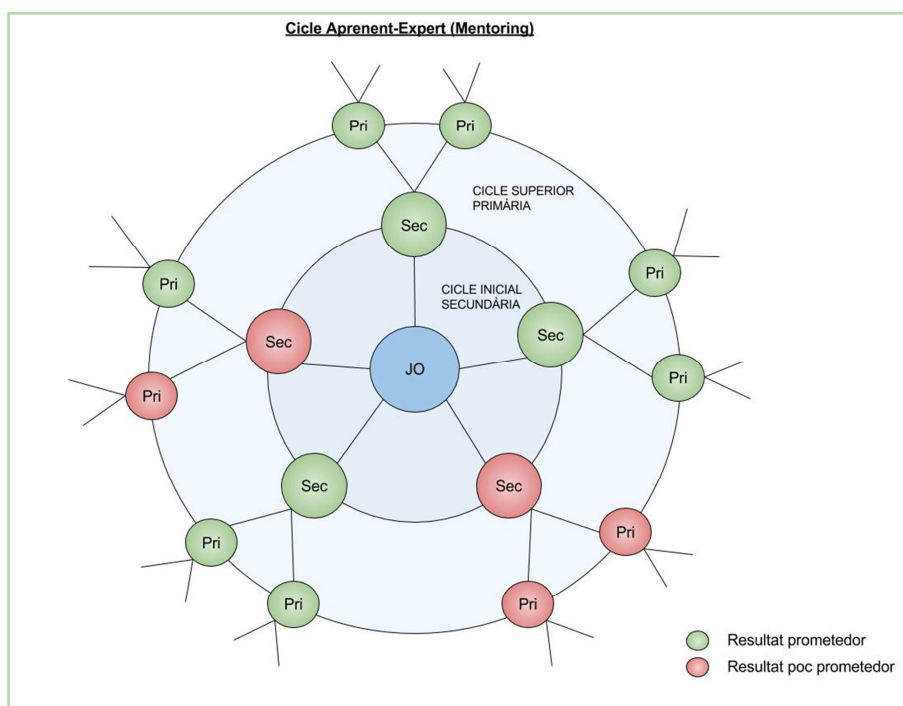 Cicle Aprenent-Expert (Mentoring)
Pri
Pri
CICLE SUPERIOR
PRIMÀRIA
Sec
Pri
Pri
CICLE INICIAL
SECUNDÀRIA
Sec
Sec
JO
Pri
Pri
Sec
Sec
Pri
Pri
Pri
Pri
Resultat prometedor
Resultat poc prometedor